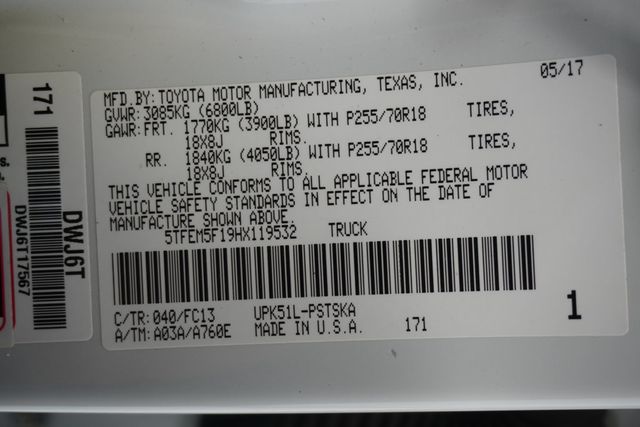 MFD.BY:TOYOTA MOTOR MANUFACTURING, TEXAS, INC. 05/17
GVWR:3085KG (6800LB)
GAWR:FRT. 1770KG (3900LB) WITH P255/70R18 TIRES,
18X8J RIMS.
RR. 1840KG (4050LB) WITH P255/70R18 TIRES,
18X8J RIMS.
THIS VEHICLE CONFORMS TO ALL APPLICABLE FEDERAL MOTOR
VEHICLE SAFETY STANDARDS IN EFFECT ON THE DATE OF
MANUFACTURE SHOWN ABOVE.
5TFEM5F19HX119532 TRUCK
C/TR:040/FC13 UPK51L-PSTSKA
A/TM:A03A/A760E MADE IN U.S.A. 171
1
171
DWJ6T
DWJ6T17567